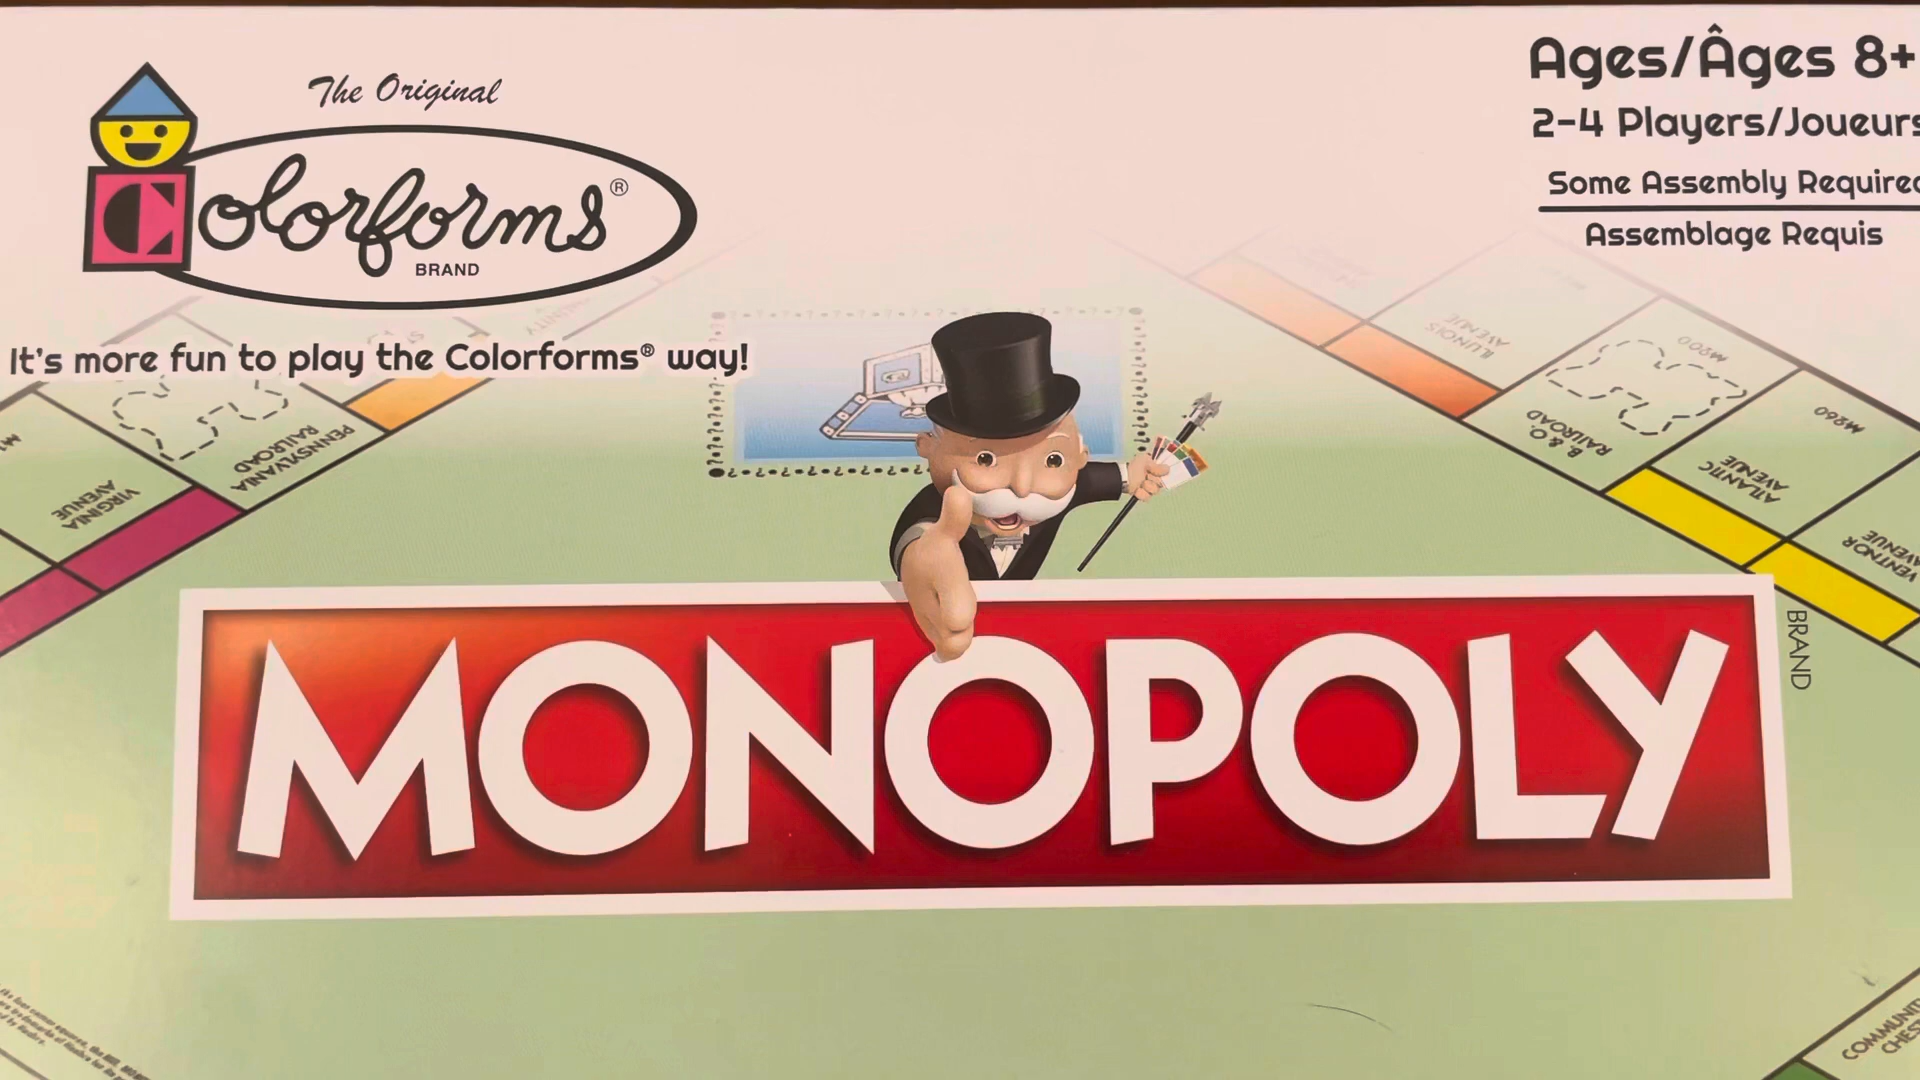 The Original
Colorforms®
BRAND
It's more fun to play the Colorforms® way!
Ages/Âges 8+
2-4 Players/Joueurs
Some Assembly Required
Assemblage Requis
ILLINOIS
AVENUE
₩200
B. & O.
RAILROAD
₩260
ATLANTIC
AVENUE
VENTNOR
AVENUE
PENNSYLVANIA
RAILROAD
VIRGINIA
AVENUE
MONOPOLY
BRAND
COMMUNITY
CHEST